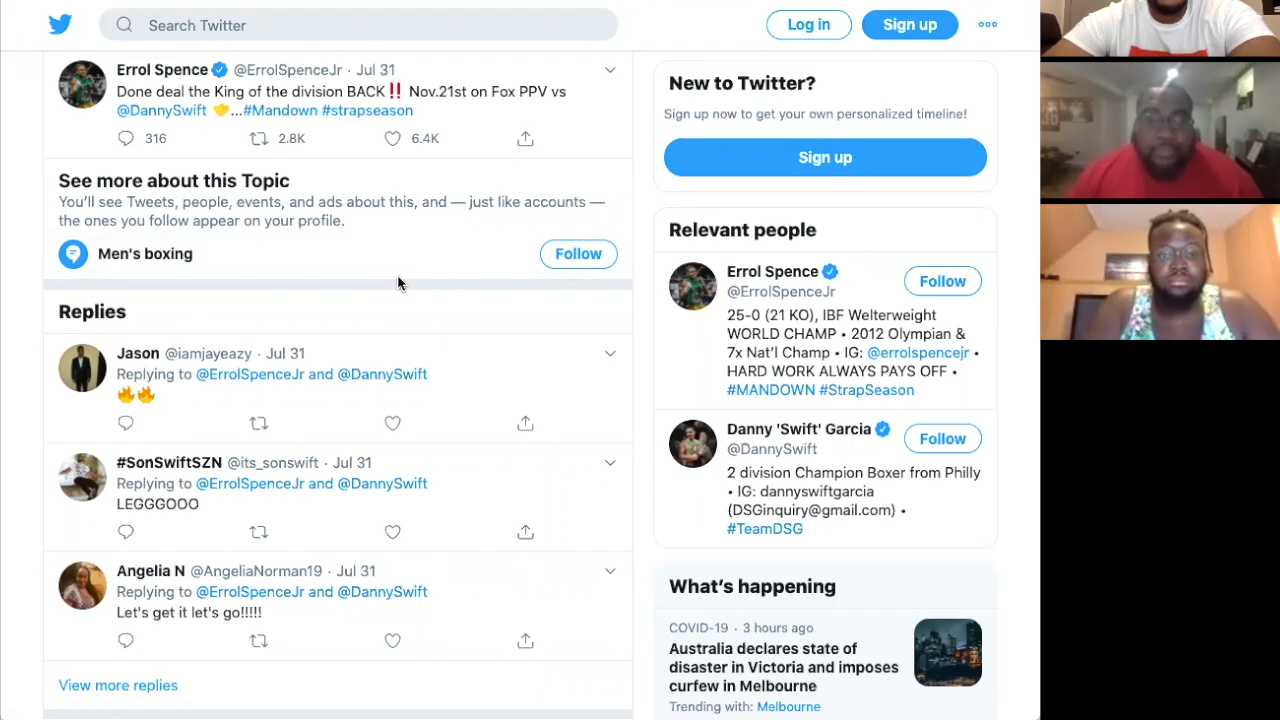 Search Twitter
Log in
Sign up
Errol Spence @ErrolSpenceJr · Jul 31
Done deal the King of the division BACK‼️ Nov.21st on Fox PPV vs
@DannySwift 🤛...#Mandown #strapseason
316 2.8K 6.4K
See more about this Topic
You'll see Tweets, people, events, and ads about this, and — just like accounts —
the ones you follow appear on your profile.
Men's boxing
Follow
Replies
Jason @iamjayeazy · Jul 31
Replying to @ErrolSpenceJr and @DannySwift
🔥🔥
#SonSwiftSZN @its_sonswift · Jul 31
Replying to @ErrolSpenceJr and @DannySwift
LEGGGOOO
Angelia N @AngeliaNorman19 · Jul 31
Replying to @ErrolSpenceJr and @DannySwift
Let's get it let's go!!!!!
View more replies
New to Twitter?
Sign up now to get your own personalized timeline!
Sign up
Relevant people
Errol Spence
@ErrolSpenceJr
Follow
25-0 (21 KO), IBF Welterweight
WORLD CHAMP • 2012 Olympian &
7x Nat'l Champ • IG: @errolspencejr •
HARD WORK ALWAYS PAYS OFF •
#MANDOWN #StrapSeason
Danny 'Swift' Garcia
@DannySwift
Follow
2 division Champion Boxer from Philly
• IG: dannyswiftgarcia
(DSGinquiry@gmail.com) •
#TeamDSG
What's happening
COVID-19 · 3 hours ago
Australia declares state of
disaster in Victoria and imposes
curfew in Melbourne
Trending with: Melbourne